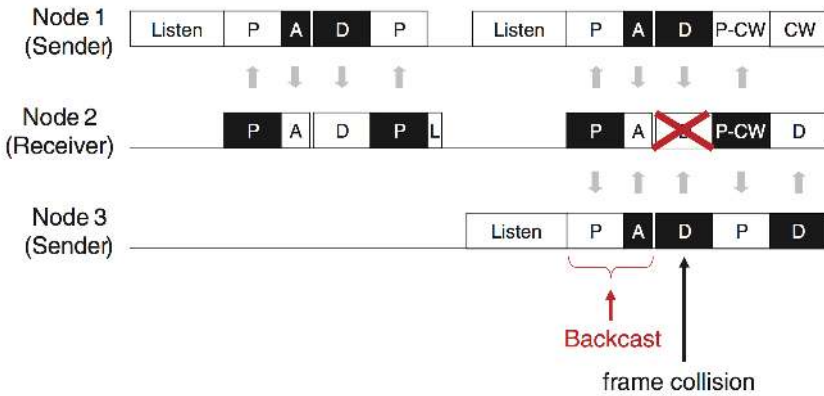 Node 1
(Sender)
Listen P A D P Listen P A D P-CW CW
Node 2
(Receiver)
P A D P L P A D P-CW D
Node 3
(Sender)
Listen P A D P D
Backcast
frame collision